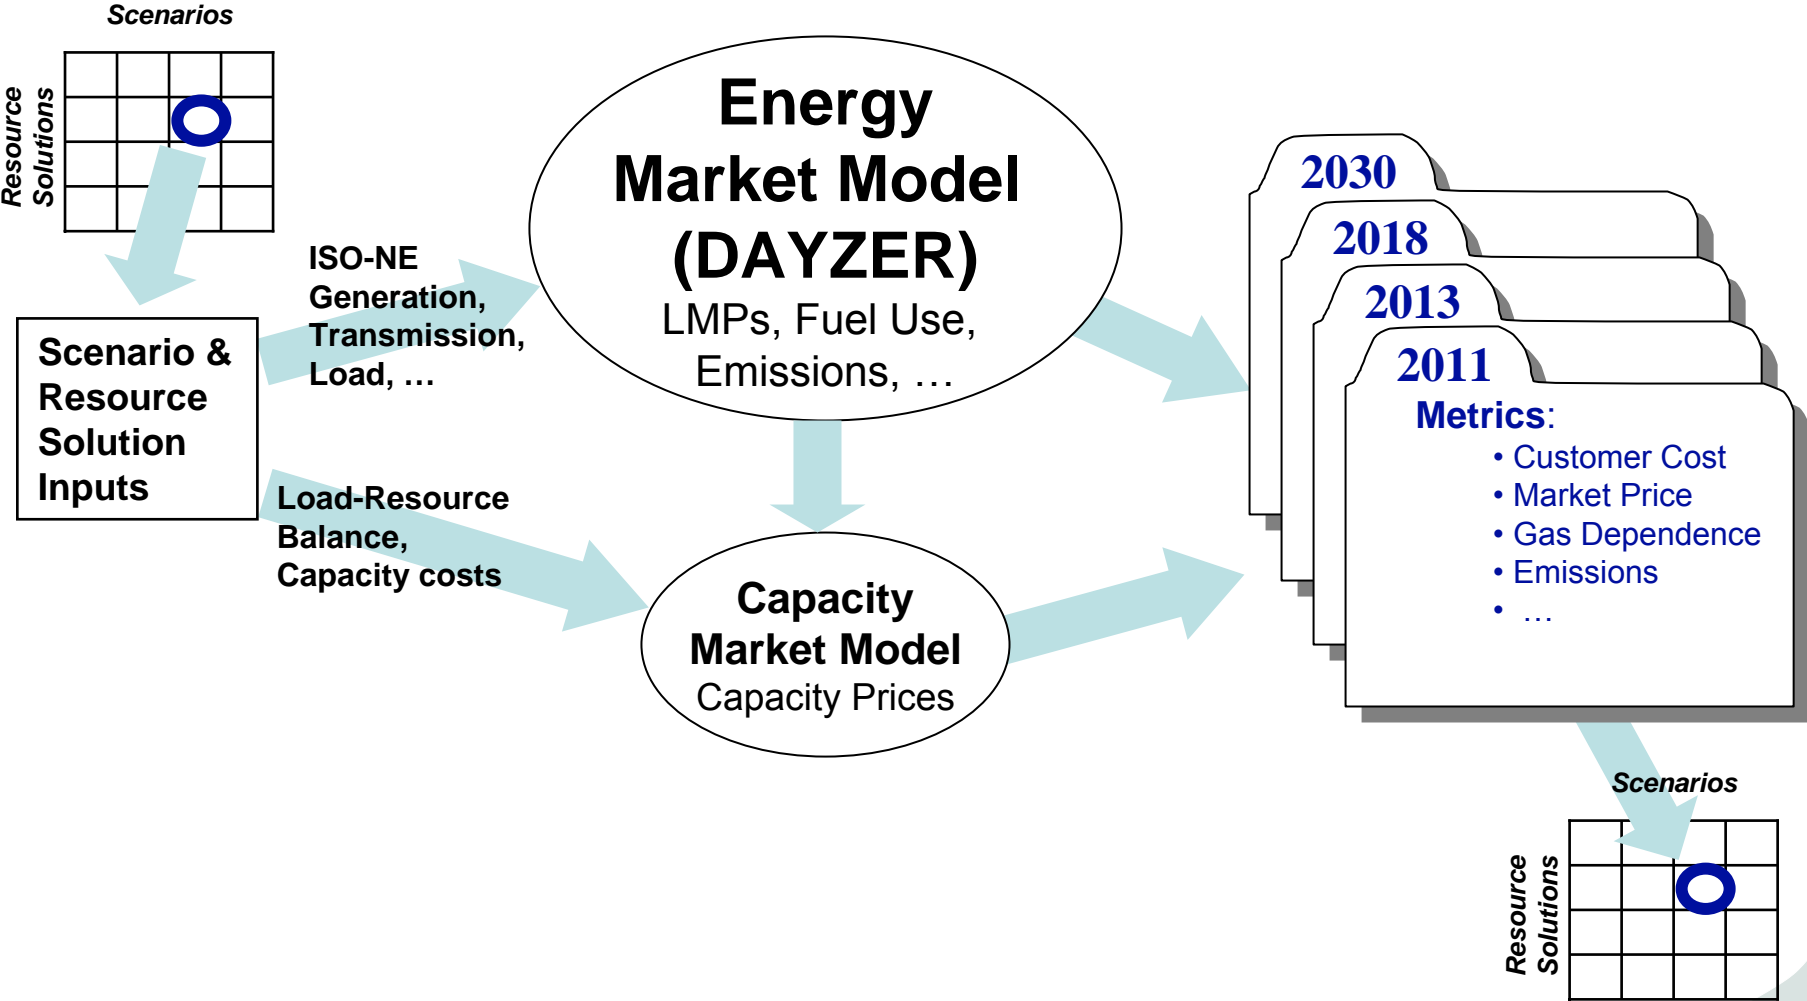 Scenarios
Resource
Solutions
Scenario &
Resource
Solution
Inputs
ISO-NE
Generation,
Transmission,
Load, …
Load-Resource
Balance,
Capacity costs
Energy
Market Model
(DAYZER)
LMPs, Fuel Use,
Emissions, …
Capacity
Market Model
Capacity Prices
2030
2018
2013
2011
Metrics:
• Customer Cost
• Market Price
• Gas Dependence
• Emissions
• …
Scenarios
Resource
Solutions